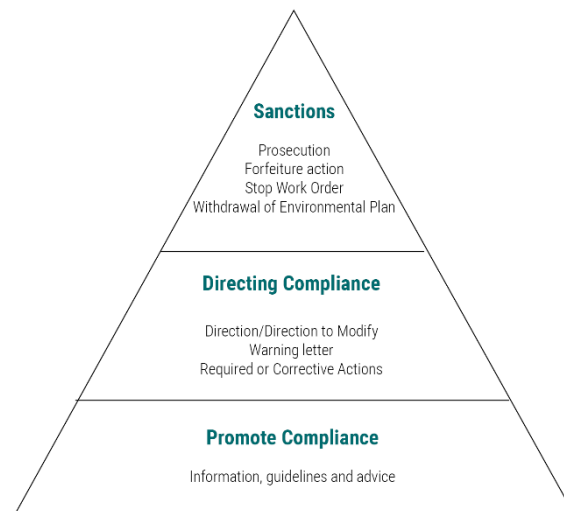 Sanctions
Prosecution
Forfeiture action
Stop Work Order
Withdrawal of Environmental Plan
Directing Compliance
Direction/Direction to Modify
Warning letter
Required or Corrective Actions
Promote Compliance
Information, guidelines and advice